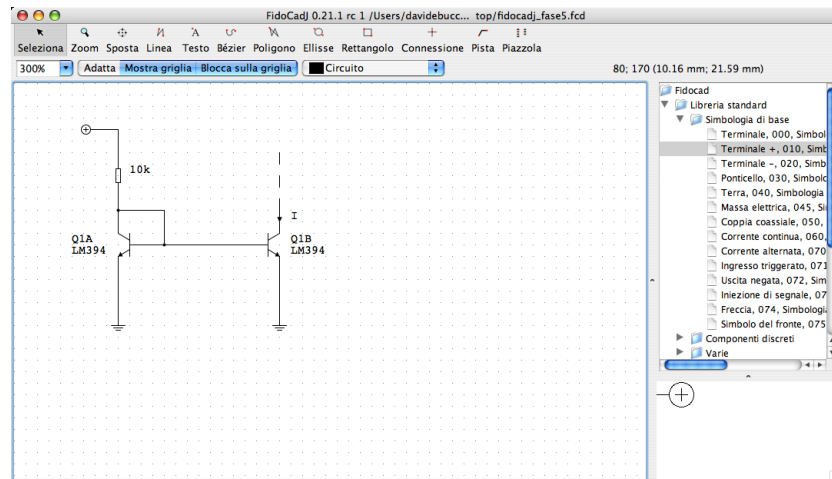 FidoCadJ 0.21.1 rc 1 /Users/davidebucc... top/fidocadj_fase5.fcd
Seleziona Zoom Sposta Linea Testo Bézier Poligono Ellisse Rettangolo Connessione Pista Piazzola
300% Adatta Mostra griglia Blocca sulla griglia Circuito 80; 170 (10.16 mm; 21.59 mm)
Fidocad
Libreria standard
Simbologia di base
Terminale, 000, Simbol
Terminale +, 010, Simb
Terminale -, 020, Simb
Ponticello, 030, Simbolo
Terra, 040, Simbologia
Massa elettrica, 045, Si
Coppia coassiale, 050,
Corrente continua, 060,
Corrente alternata, 070
Ingresso triggerato, 071
Uscita negata, 072, Sim
Iniezione di segnale, 07
Freccia, 074, Simbologia
Simbolo del fronte, 075
Componenti discreti
Varie
10k
I
Q1A
LM394
Q1B
LM394